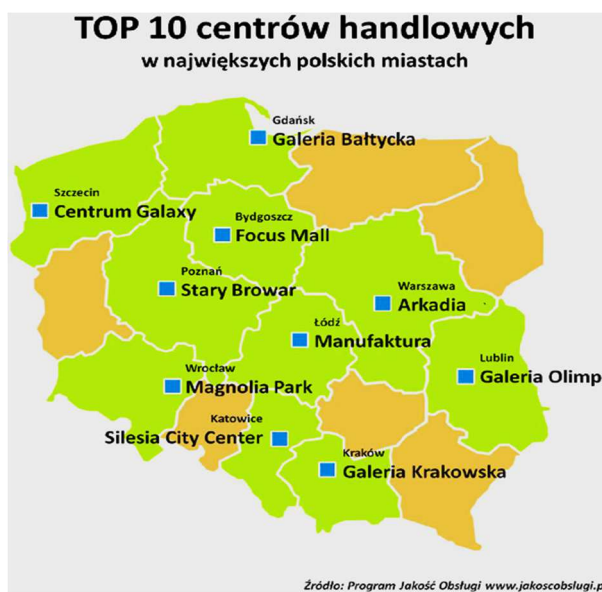 TOP 10 centrów handlowych
w największych polskich miastach
Gdańsk
Galeria Bałtycka
Szczecin
Centrum Galaxy
Bydgoszcz
Focus Mall
Poznań
Stary Browar
Warszawa
Arkadia
Łódź
Manufaktura
Lublin
Galeria Olimp
Wrocław
Magnolia Park
Katowice
Silesia City Center
Kraków
Galeria Krakowska
Źródło: Program Jakość Obsługi www.jakoscobslugi.p